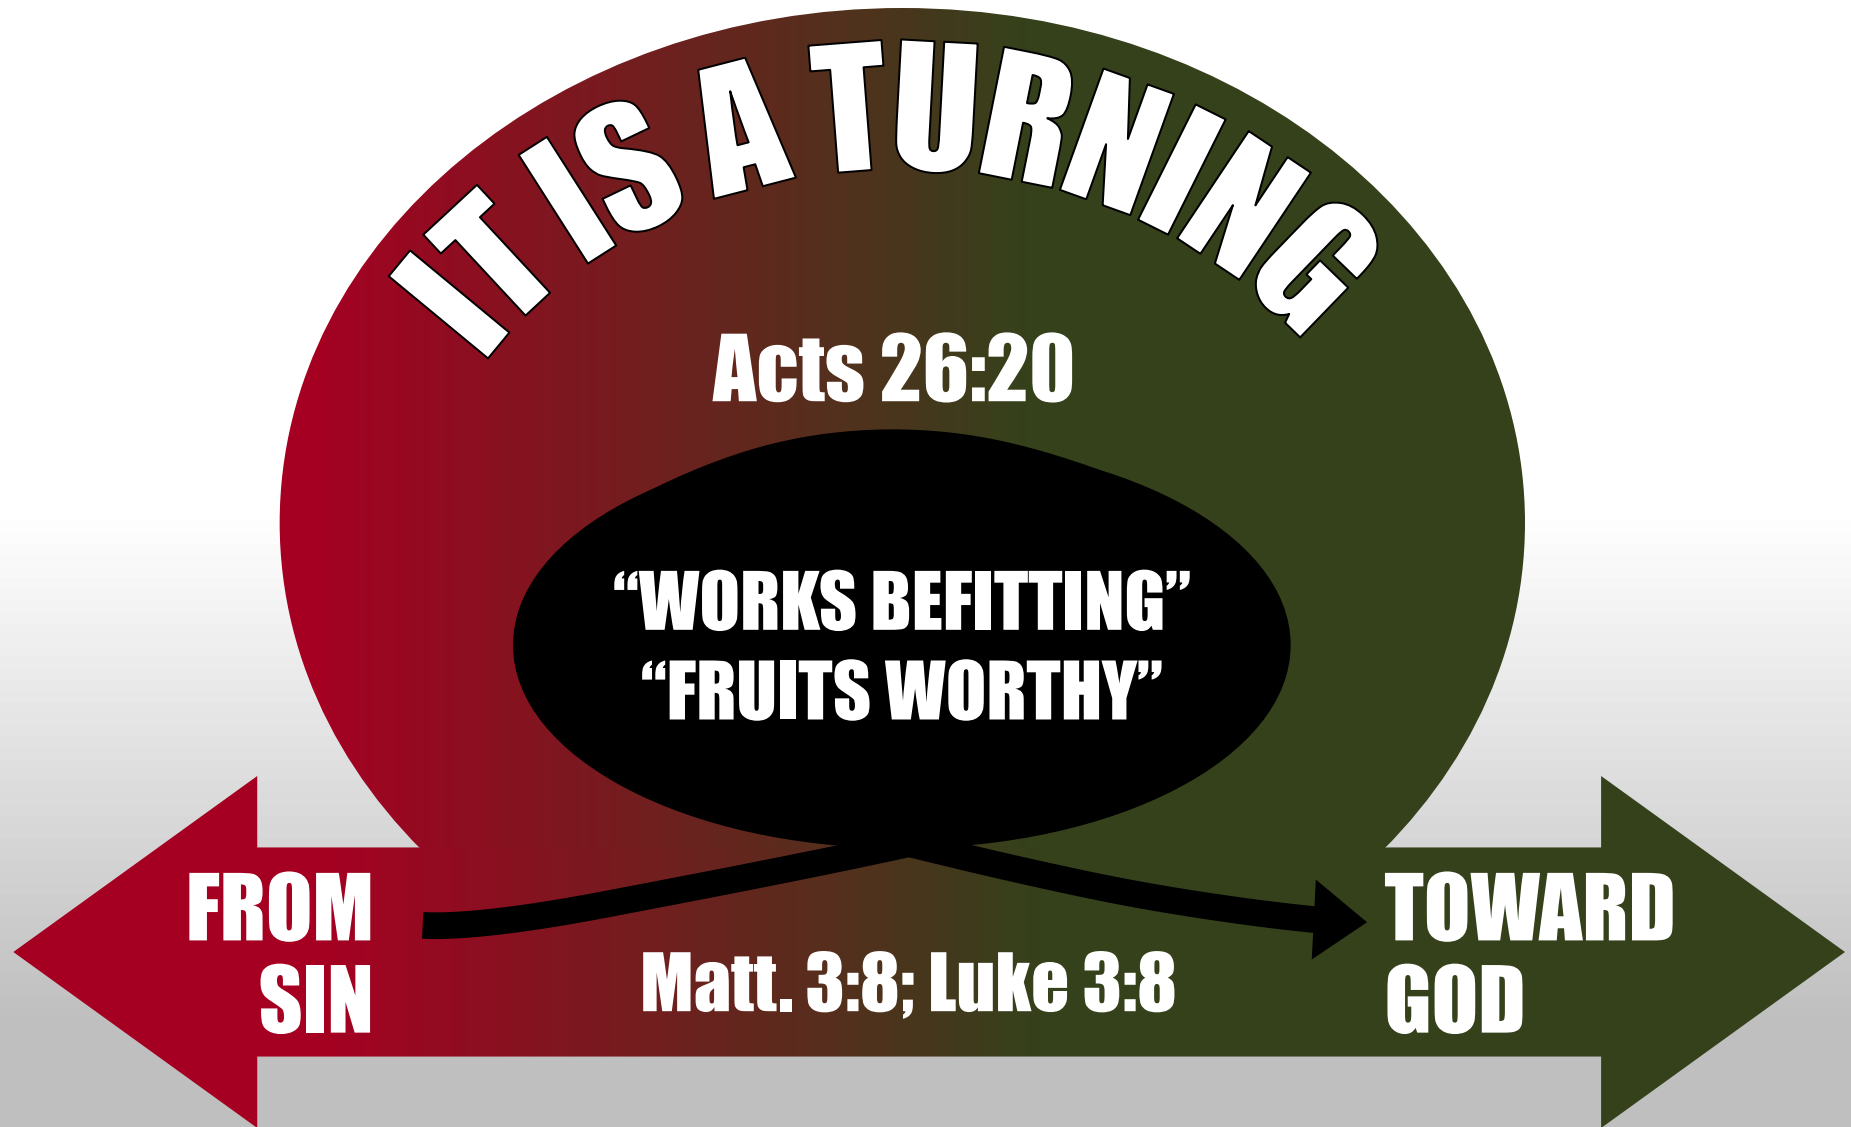 IT IS A TURNING
Acts 26:20
“WORKS BEFITTING”
“FRUITS WORTHY”
FROM
SIN
TOWARD
GOD
Matt. 3:8; Luke 3:8